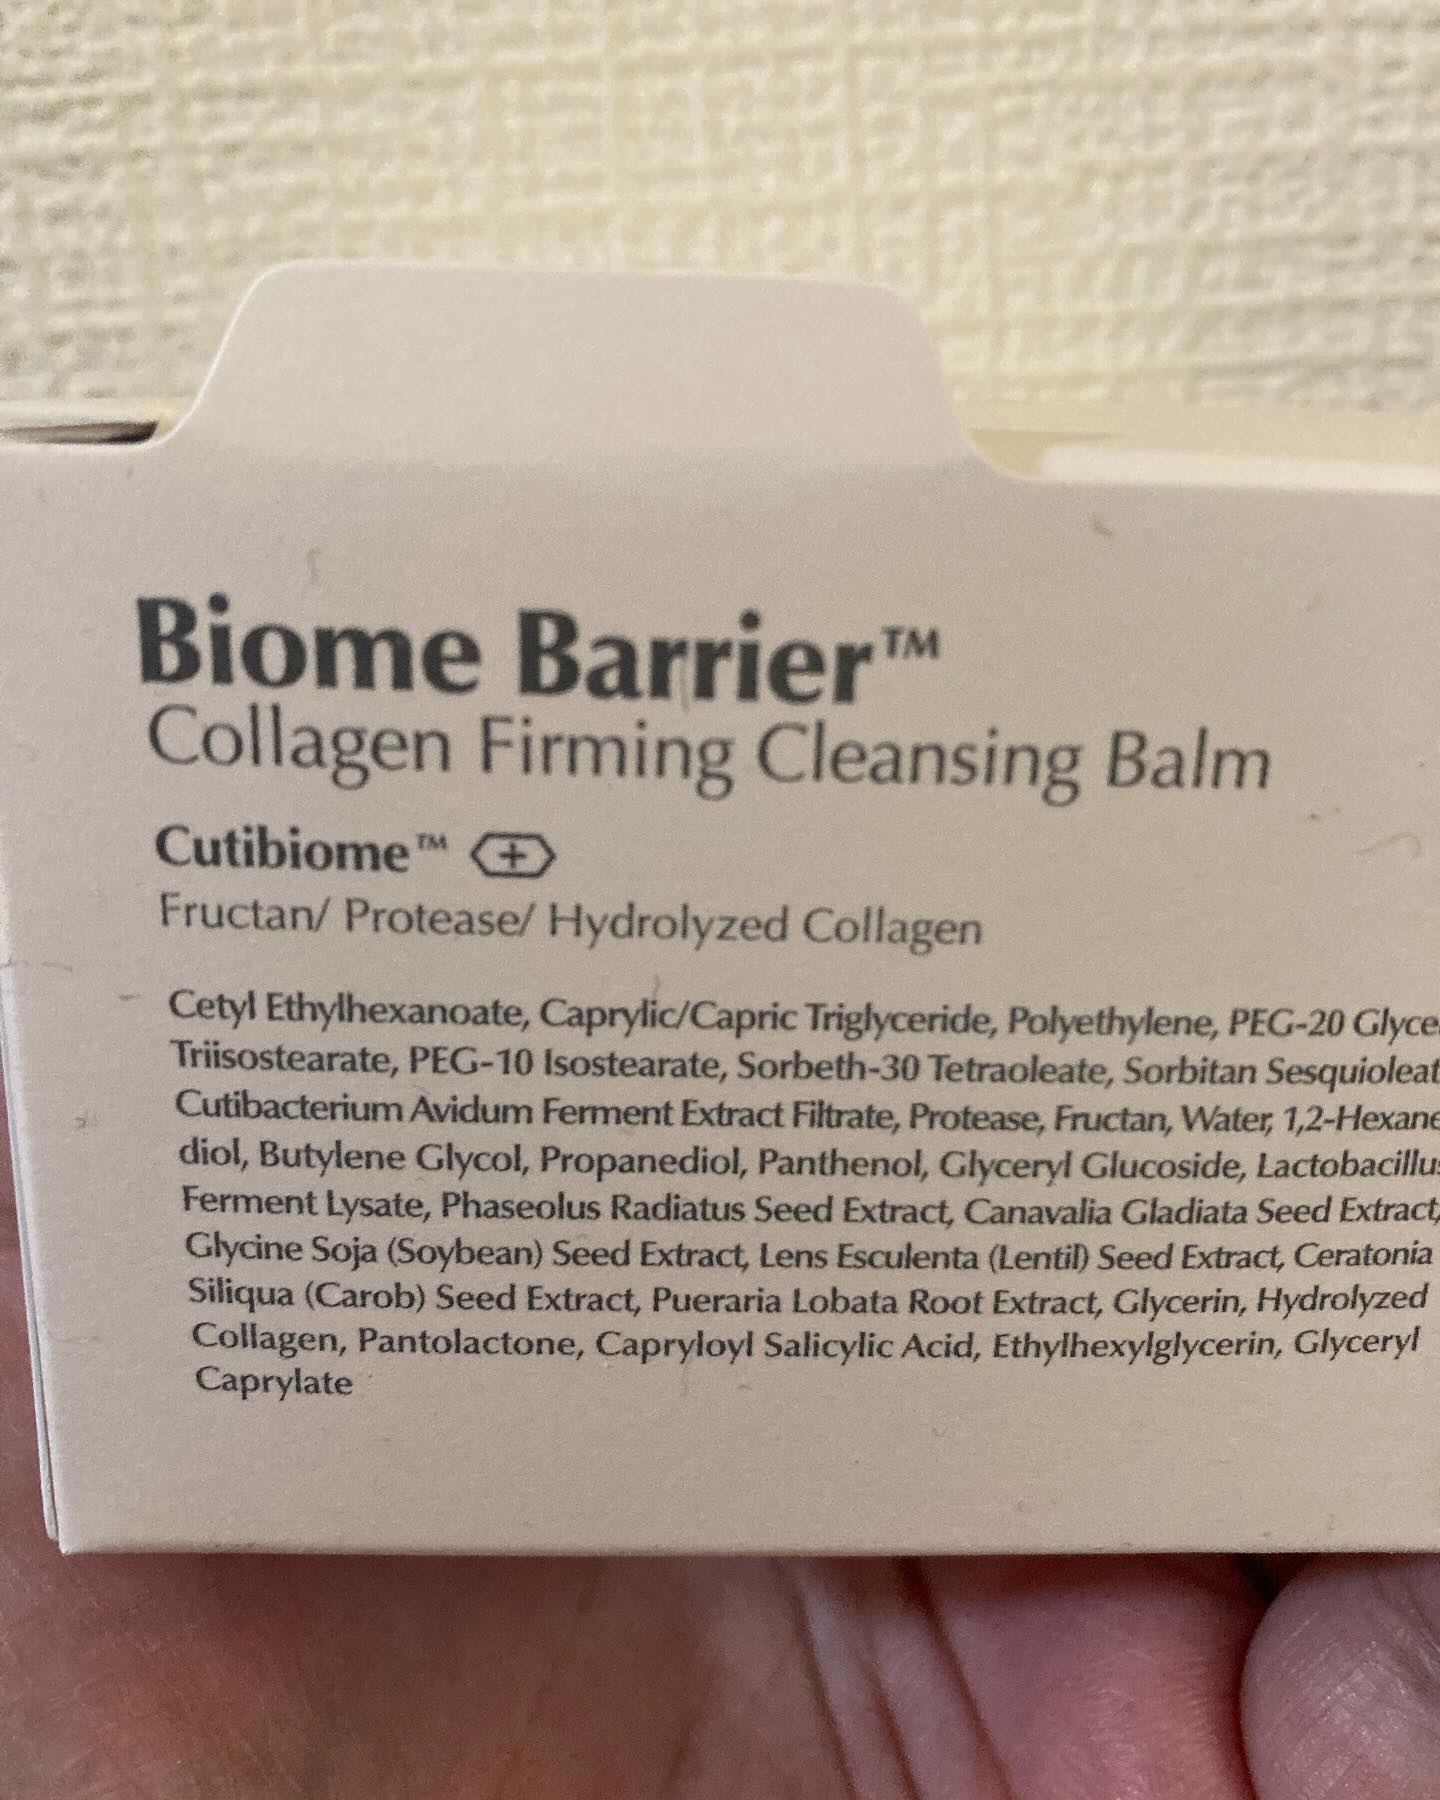 Biome Barrier™
Collagen Firming Cleansing Balm
Cutibiome™
Fructan/ Protease/ Hydrolyzed Collagen
Cetyl Ethylhexanoate, Caprylic/Capric Triglyceride, Polyethylene, PEG-20
Triisostearate, PEG-10 Isostearate, Sorbeth-30 Tetraoleate, Sorbitan
Cutibacterium Avidum Ferment Extract Filtrate, Protease, Fructan, Water,
diol, Butylene Glycol, Propanediol, Panthenol, Glyceryl Glucoside,
Ferment Lysate, Phaseolus Radiatus Seed Extract, Canavalia Gladiata Seed Extract,
Glycine Soja (Soybean) Seed Extract, Lens Esculenta (Lentil) Seed Extract, Ceratonia
Siliqua (Carob) Seed Extract, Pueraria Lobata Root Extract, Glycerin, Hydrolyzed
Collagen, Pantolactone, Capryloyl Salicylic Acid, Ethylhexylglycerin, Glyceryl
Caprylate